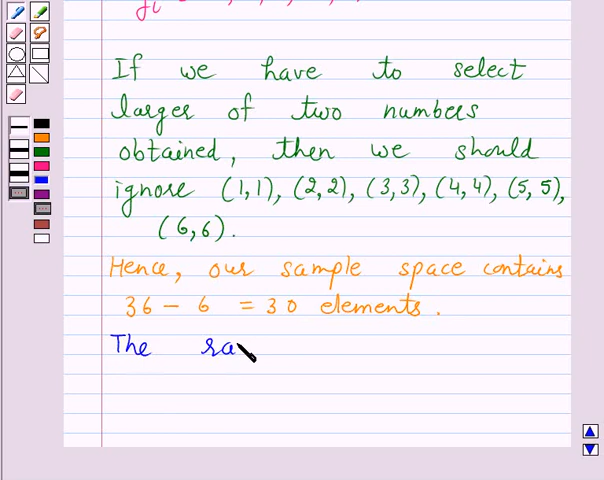 If we have to select
larger of two numbers
obtained, then we should
ignore (1,1), (2,2), (3,3), (4,4), (5,5),
(6,6).
Hence, our sample space contains
36 - 6 = 30 elements.
The ra